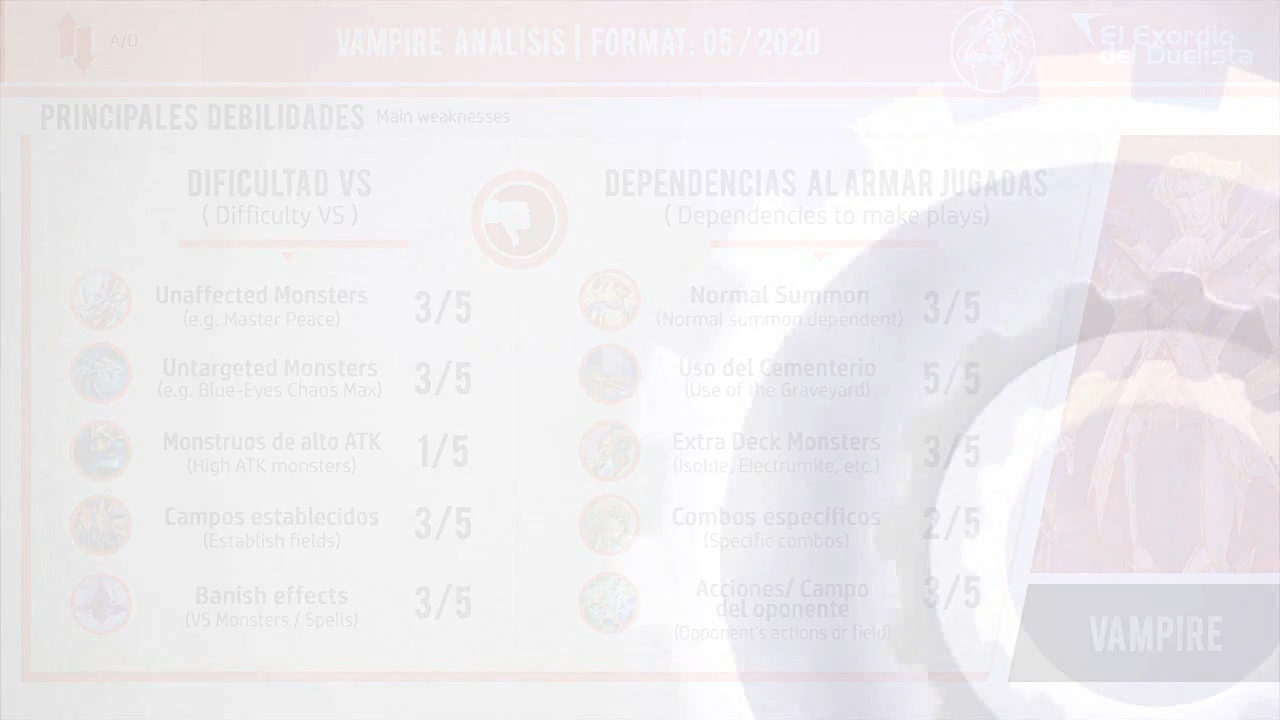 A/D
VAMPIRE ANALISIS | FORMAT. 05 / 2020
El Exordio
del Duelista
PRINCIPALES DEBILIDADES Main weaknesses
DIFICULTAD VS
( Difficulty VS )
Unaffected Monsters 3/5
(e.g. Master Peace)
Untargeted Monsters 3/5
(e.g. Blue-Eyes Chaos Max)
Monstruos de alto ATK 1/5
(High ATK monsters)
Campos establecidos 3/5
(Establish fields)
Banish effects 3/5
(VS Monsters / Spells)
DEPENDENCIAS AL ARMAR JUGADAS
( Dependencies to make plays)
Normal Summon 3/5
(Normal summon dependent)
Uso del Cementerio 5/5
(Use of the Graveyard)
Extra Deck Monsters 3/5
(Isolde, Electrumite, etc.)
Combos específicos 2/5
(Specific combos)
Acciones/ Campo
del oponente 3/5
(Opponent's actions or field)
VAMPIRE